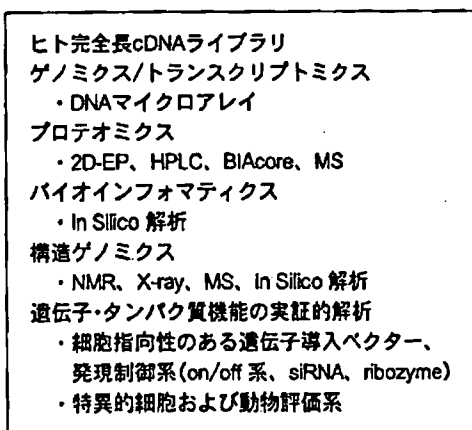 ヒト完全長cDNAライブラリ
ゲノミクス/トランスクリプトミクス
・DNAマイクロアレイ
プロテオミクス
・2D-EP、HPLC、BIAcore、MS
バイオインフォマティクス
・In Silico 解析
構造ゲノミクス
・NMR、X-ray、MS、In Silico 解析
遺伝子・タンパク質機能の実証的解析
・細胞指向性のある遺伝子導入ベクター、
発現制御系(on/off 系、siRNA、ribozyme)
・特異的細胞および動物評価系